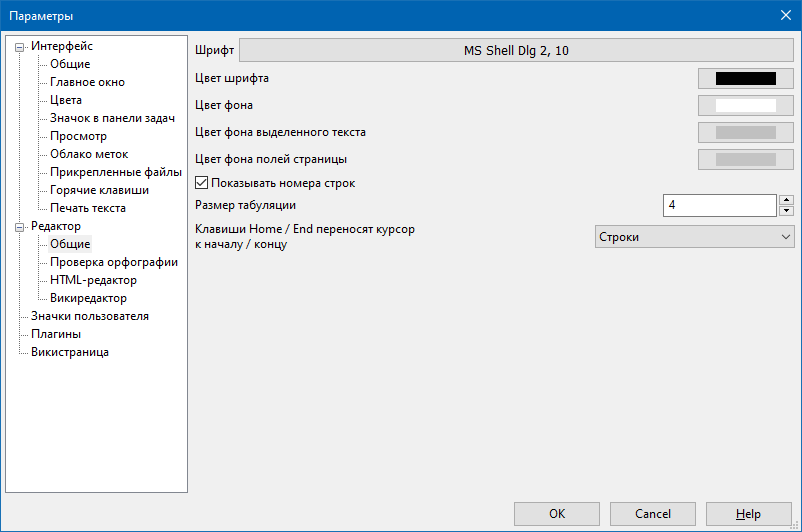 Параметры
Интерфейс
Общие
Главное окно
Цвета
Значок в панели задач
Просмотр
Облако меток
Прикрепленные файлы
Горячие клавиши
Печать текста
Редактор
Общие
Проверка орфографии
HTML-редактор
Викиредактор
Значки пользователя
Плагины
Викистраница
Шрифт MS Shell Dlg 2, 10
Цвет шрифта
Цвет фона
Цвет фона выделенного текста
Цвет фона полей страницы
Показывать номера строк
Размер табуляции 4
Клавиши Home / End переносят курсор
к началу / концу
Строки
OK Cancel Help